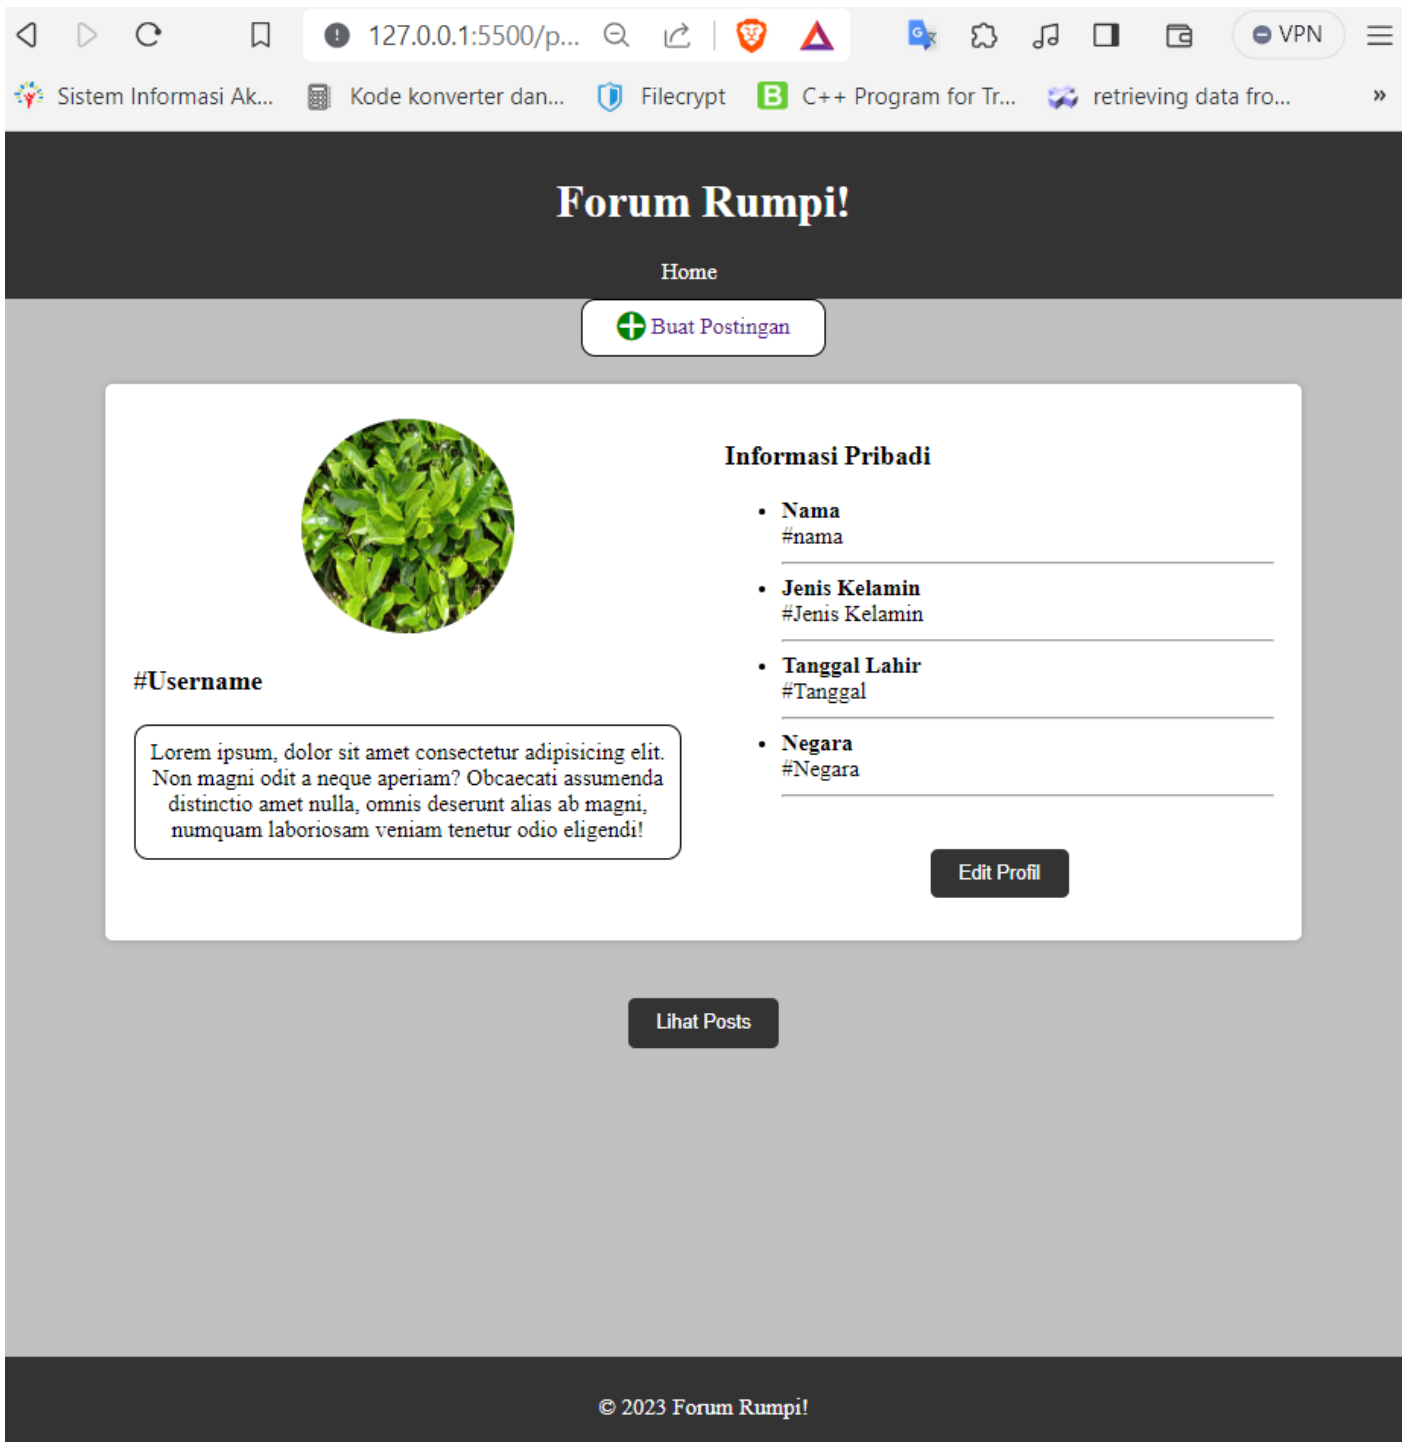 127.0.0.1:5500/p...
VPN
Sistem Informasi Ak...
Kode konverter dan...
Filecrypt
B
C++ Program for Tr...
retrieving data fro...
»
Forum Rumpi!
Home
Buat Postingan
Informasi Pribadi
Nama
#nama
Jenis Kelamin
#Jenis Kelamin
Tanggal Lahir
#Tanggal
Negara
#Negara
Edit Profil
#Username
Lorem ipsum, dolor sit amet consectetur adipisicing elit.
Non magni odit a neque aperiam? Obcaecati assumenda
distinctio amet nulla, omnis deserunt alias ab magni,
numquam laboriosam veniam tenetur odio eligendi!
Lihat Posts
© 2023 Forum Rumpi!